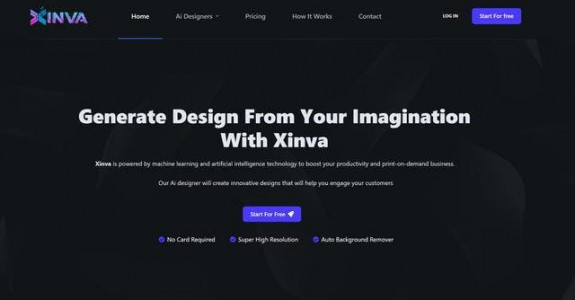 XINVA
Home
Ai Designers
Pricing
How It Works
Contact
LOG IN
Start For free
Generate Design From Your Imagination
With Xinva
Xinva is powered by machine learning and artificial intelligence technology to boost your productivity and print-on-demand business.
Our Ai designer will create innovative designs that will help you engage your customers
Start For Free
No Card Required
Super High Resolution
Auto Background Remover